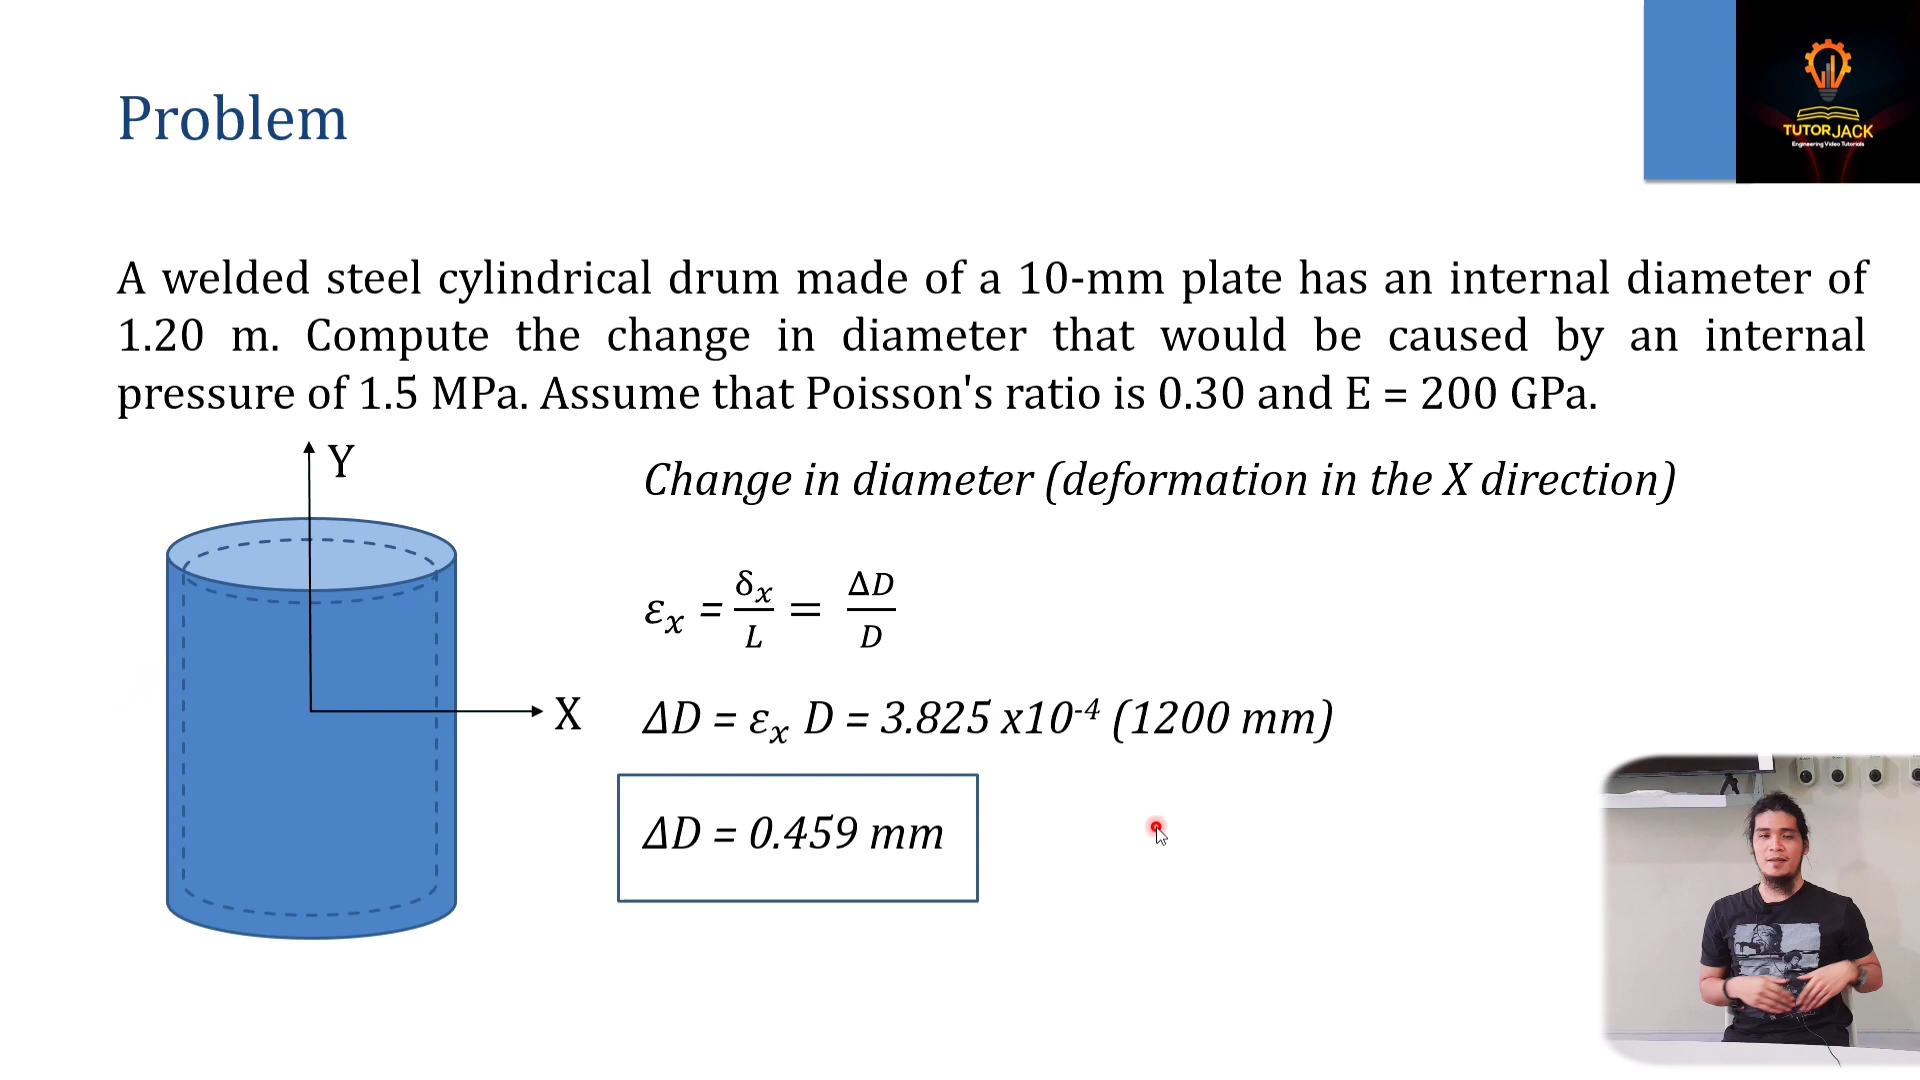 TUTORJACK
Engineering Video Tutorials
Problem
A welded steel cylindrical drum made of a 10-mm plate has an internal diameter of
1.20 m. Compute the change in diameter that would be caused by an internal
pressure of 1.5 MPa. Assume that Poisson's ratio is 0.30 and E = 200 GPa.
Y
X
Change in diameter (deformation in the X direction)
εₓ = δₓ/L = ΔD/D
ΔD = εₓ D = 3.825 x10⁻⁴ (1200 mm)
ΔD = 0.459 mm